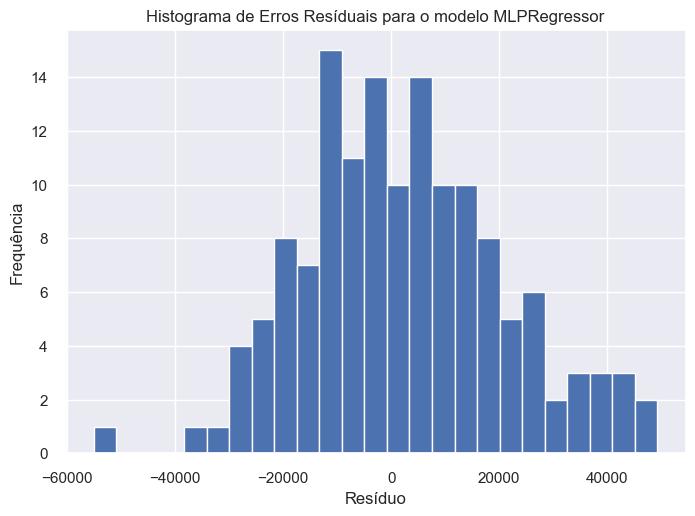 Histograma de Erros Resíduais para o modelo MLPRegressor
Frequência
14
12
10
8
6
4
2
0
−60000 −40000 −20000 0 20000 40000
Resíduo